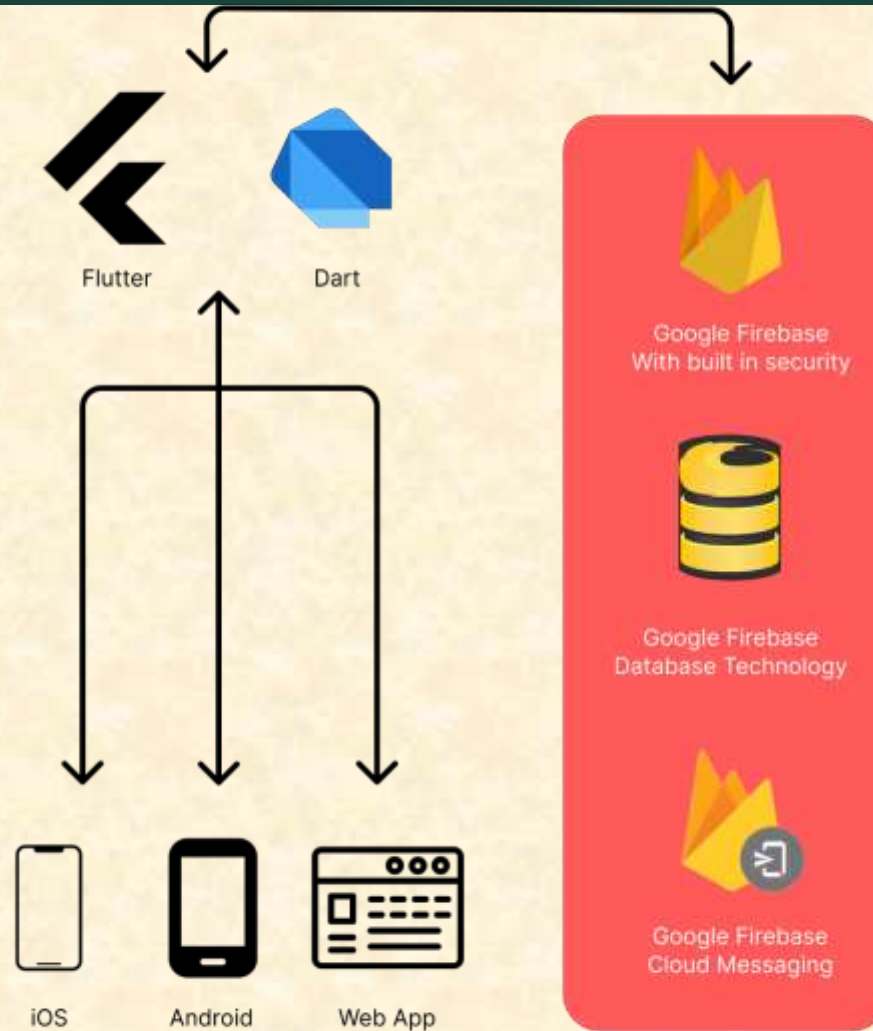 Flutter
Dart
Google Firebase
With built in security
Google Firebase
Database Technology
Google Firebase
Cloud Messaging
iOS
Android
Web App